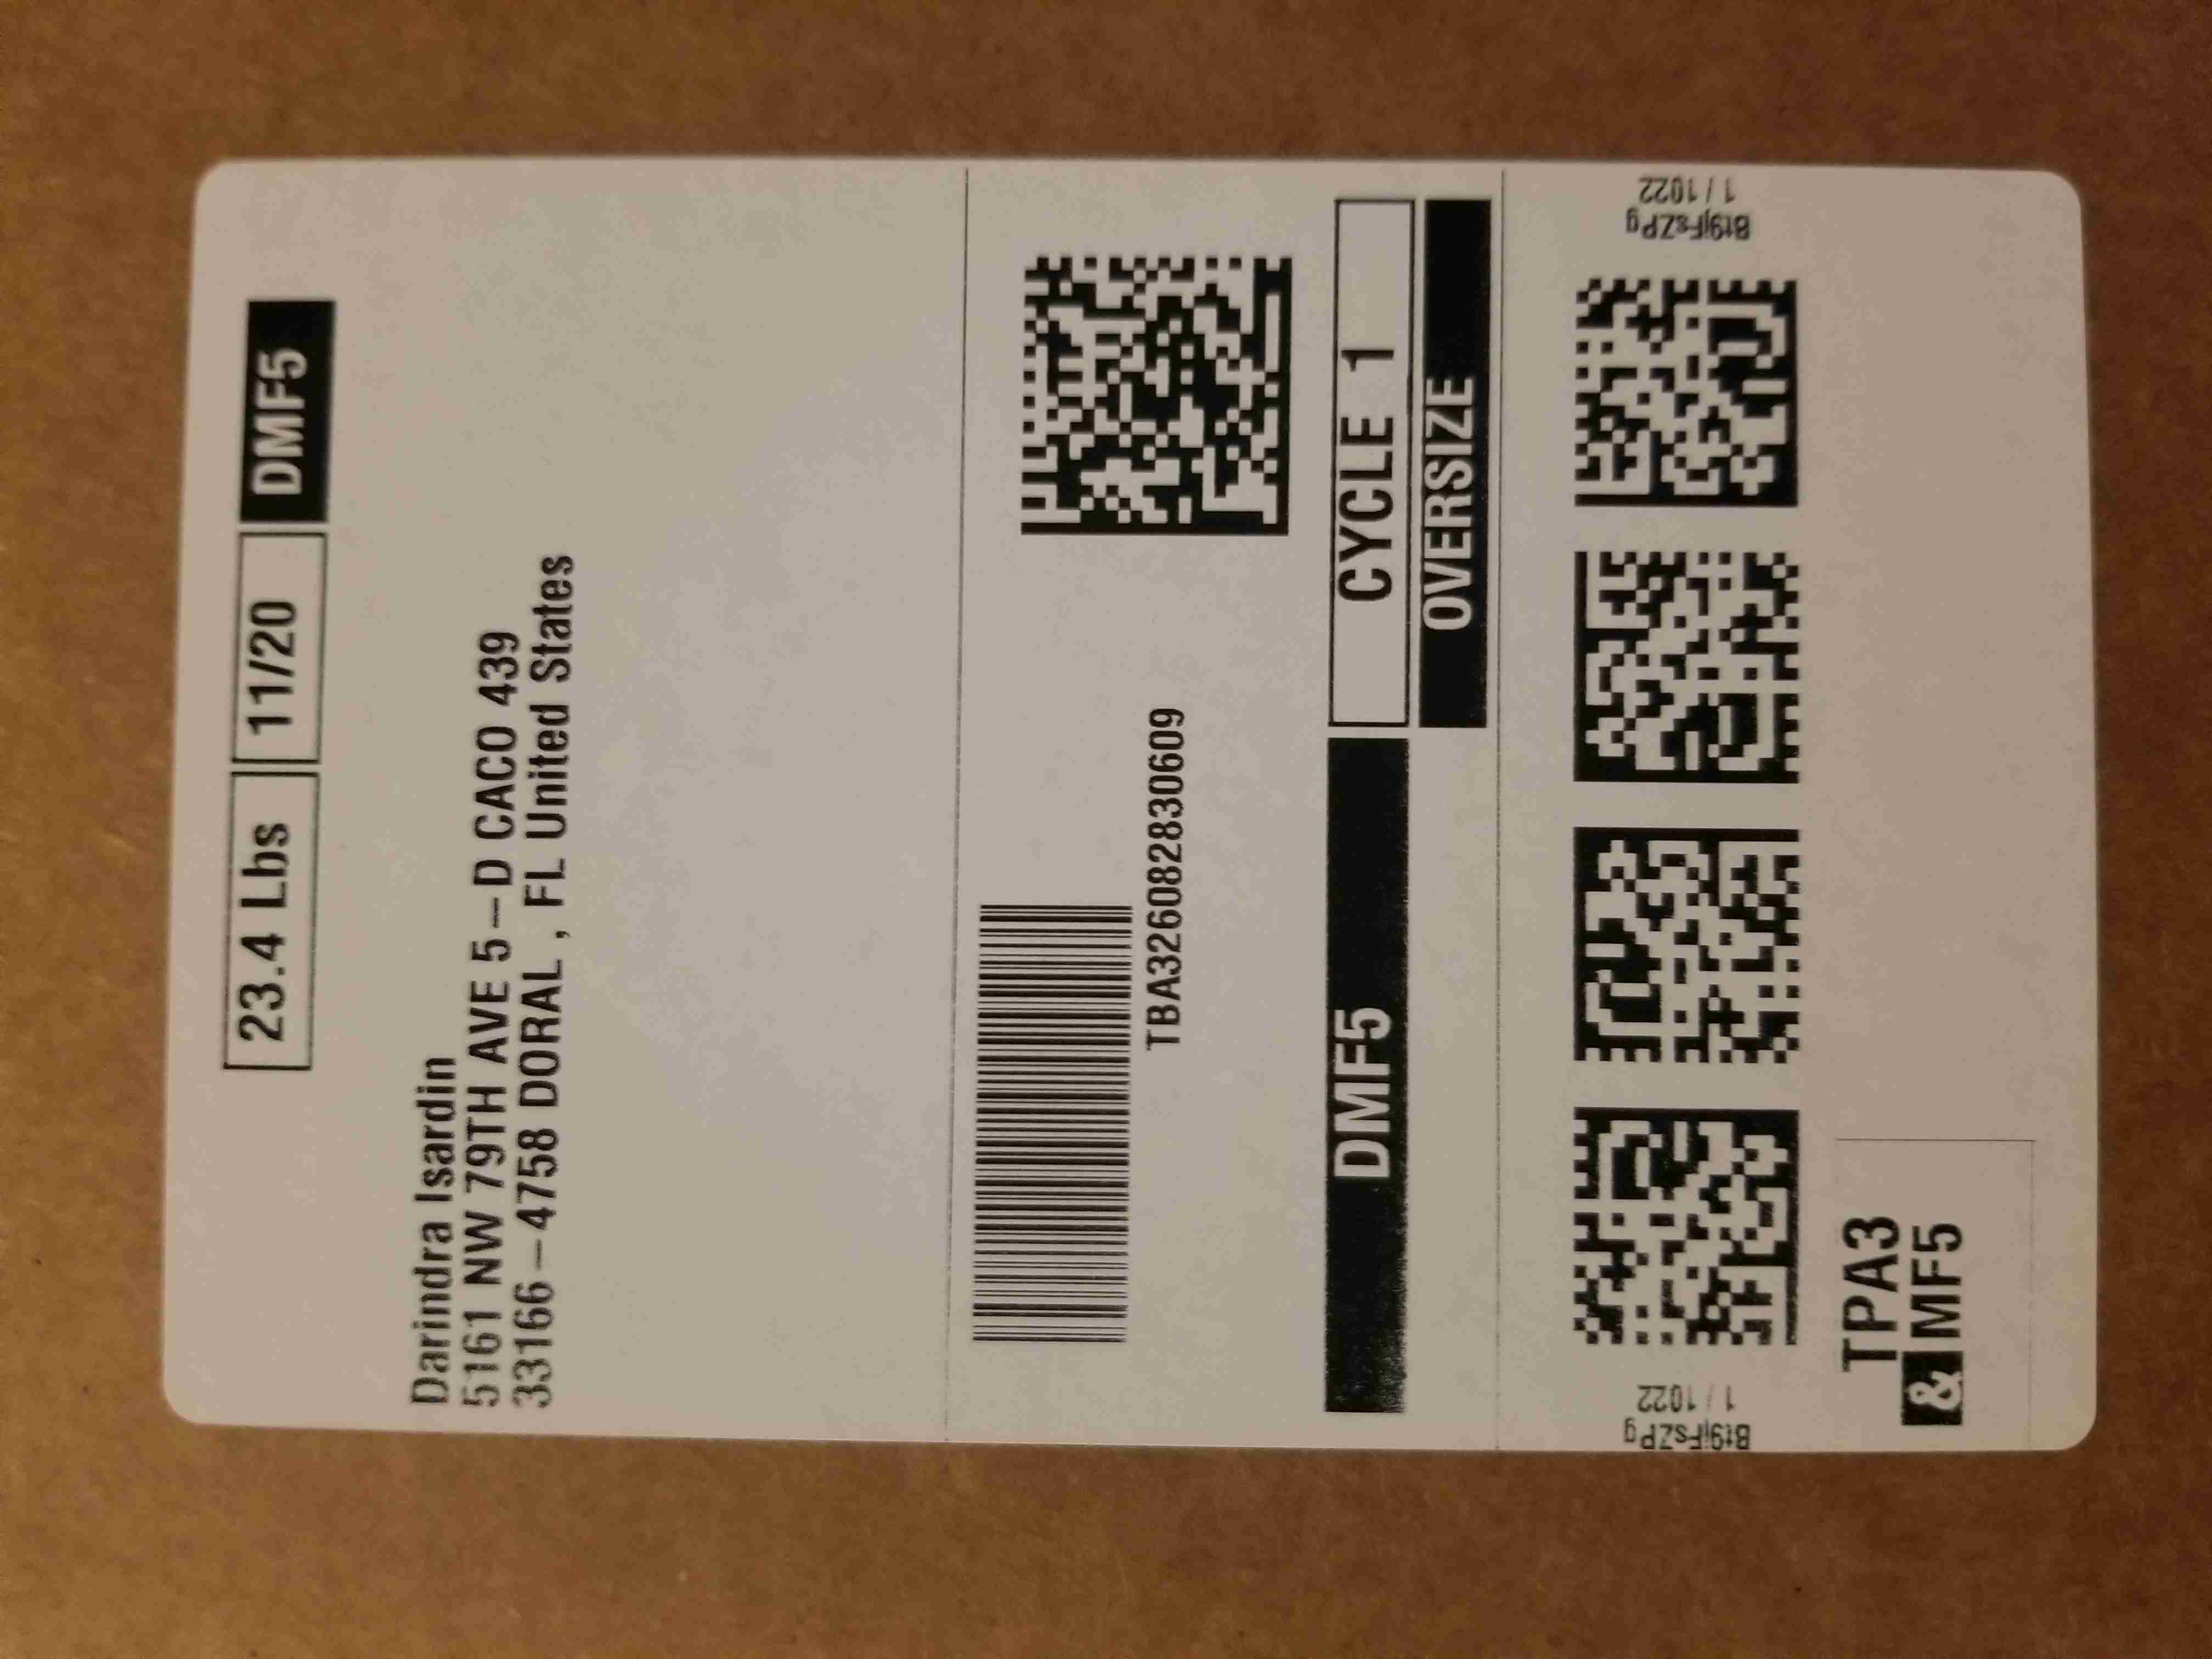 23.4 Lbs 11/20 DMF5
Darindra Isardin
5161 NW 79TH AVE 5-D CACO 439
33166-4758 DORAL , FL United States
TBA326082830609
DMF5 CYCLE 1
OVERSIZE
Bt9jFsZPg
1 / 1022
Bt9jFsZPg
1 / 1022
TPA3
& MF5